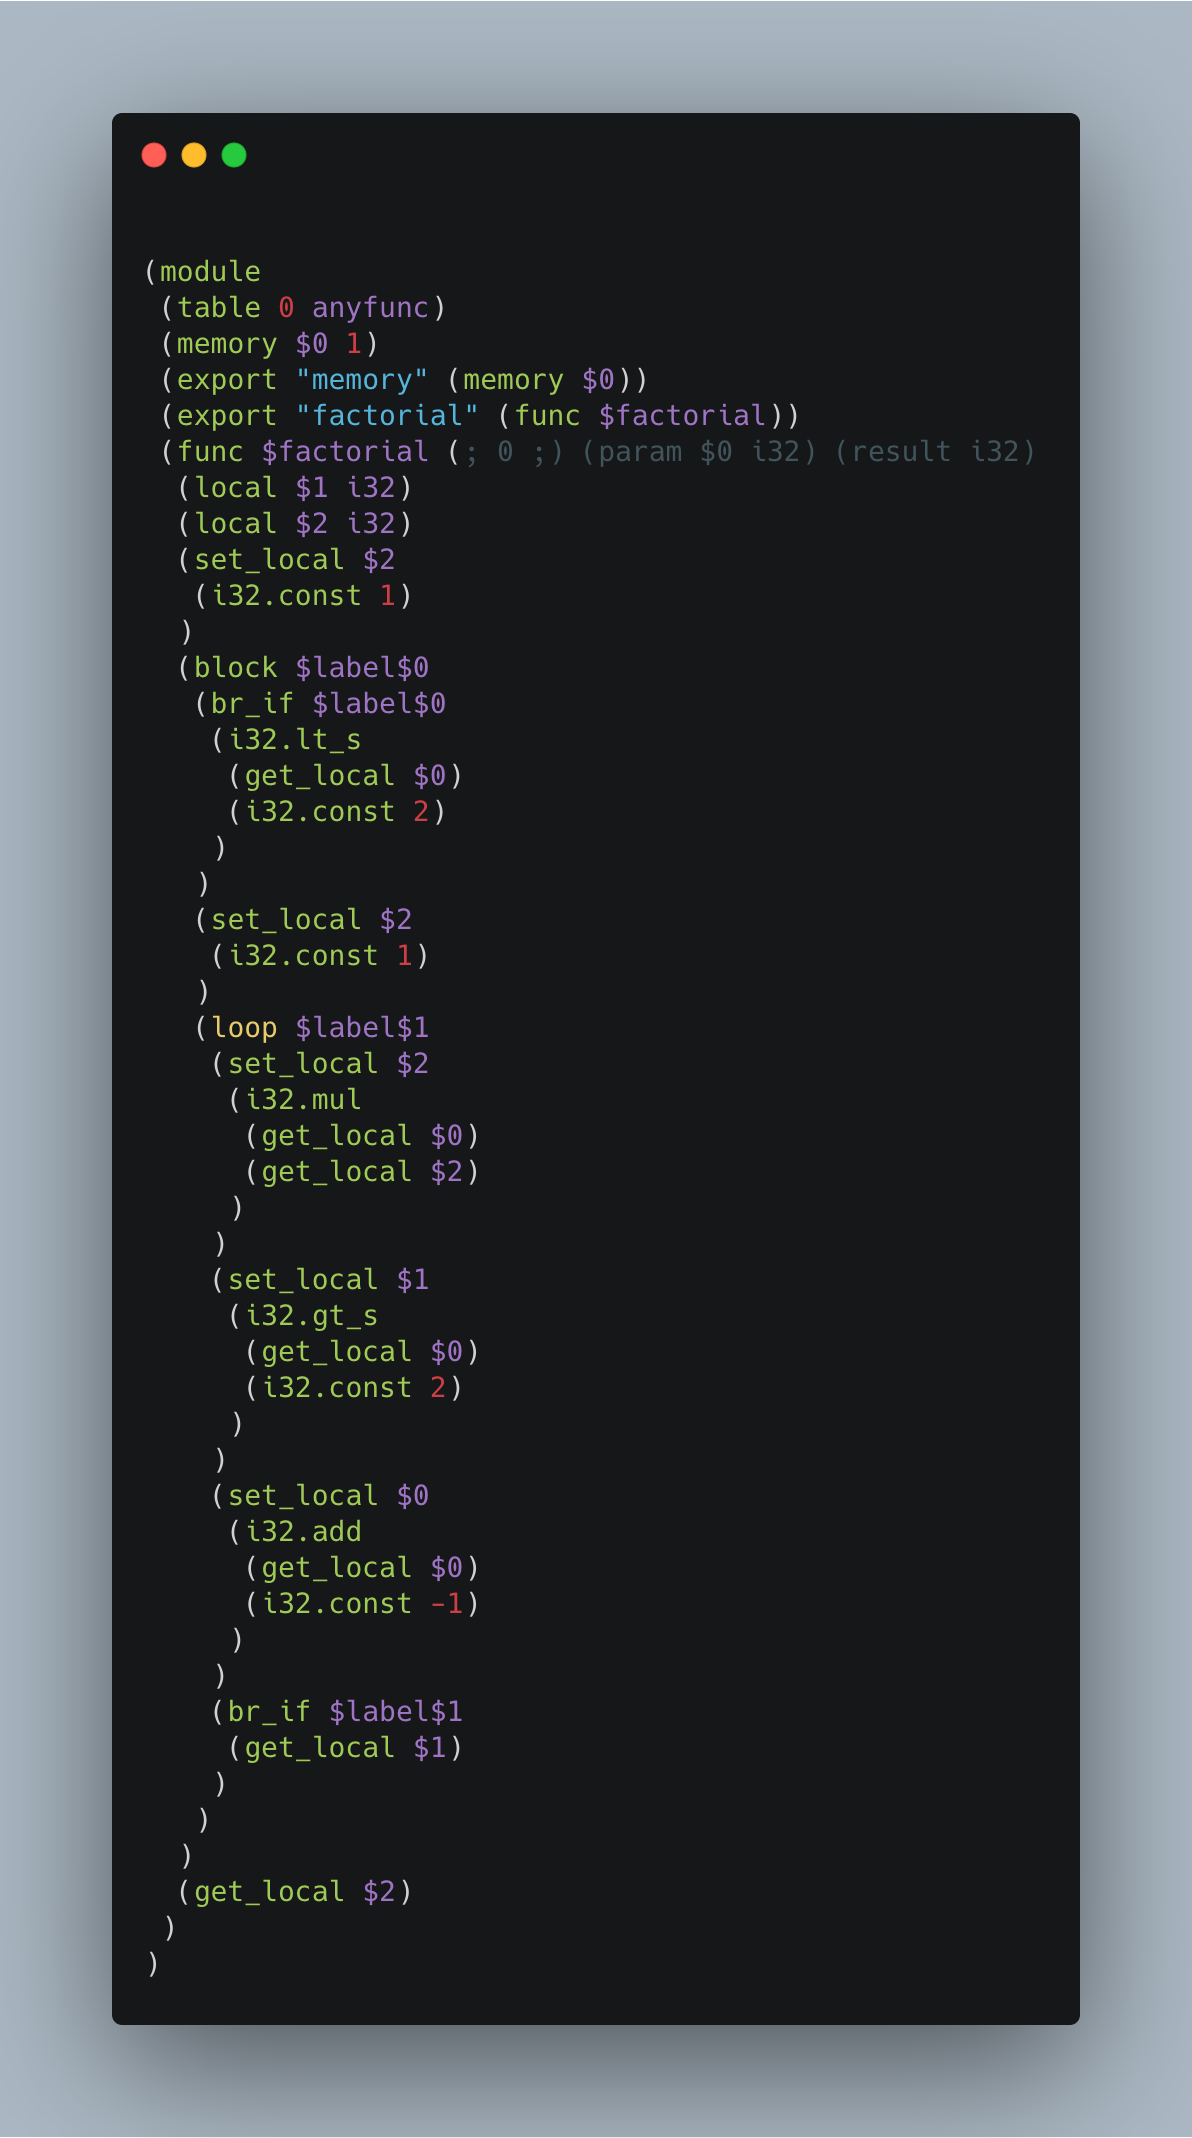 (module
 (table 0 anyfunc)
 (memory $0 1)
 (export "memory" (memory $0))
 (export "factorial" (func $factorial))
 (func $factorial (; 0 ;) (param $0 i32) (result i32)
  (local $1 i32)
  (local $2 i32)
  (set_local $2
   (i32.const 1)
  )
  (block $label$0
   (br_if $label$0
    (i32.lt_s
     (get_local $0)
     (i32.const 2)
    )
   )
   (set_local $2
    (i32.const 1)
   )
   (loop $label$1
    (set_local $2
     (i32.mul
      (get_local $0)
      (get_local $2)
     )
    )
    (set_local $1
     (i32.gt_s
      (get_local $0)
      (i32.const 2)
     )
    )
    (set_local $0
     (i32.add
      (get_local $0)
      (i32.const -1)
     )
    )
    (br_if $label$1
     (get_local $1)
    )
   )
  )
  (get_local $2)
 )
)